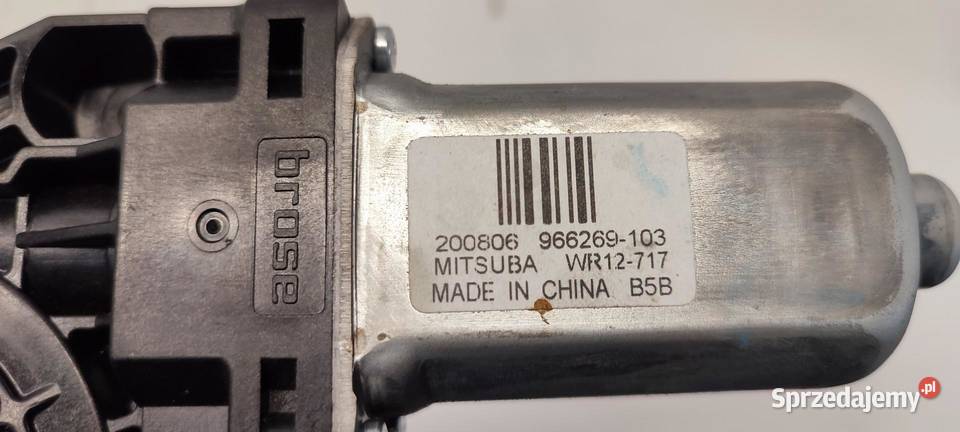 brose
200806 966269-103
MITSUBA WR12-717
MADE IN CHINA B5B
Sprzedajemy.pl